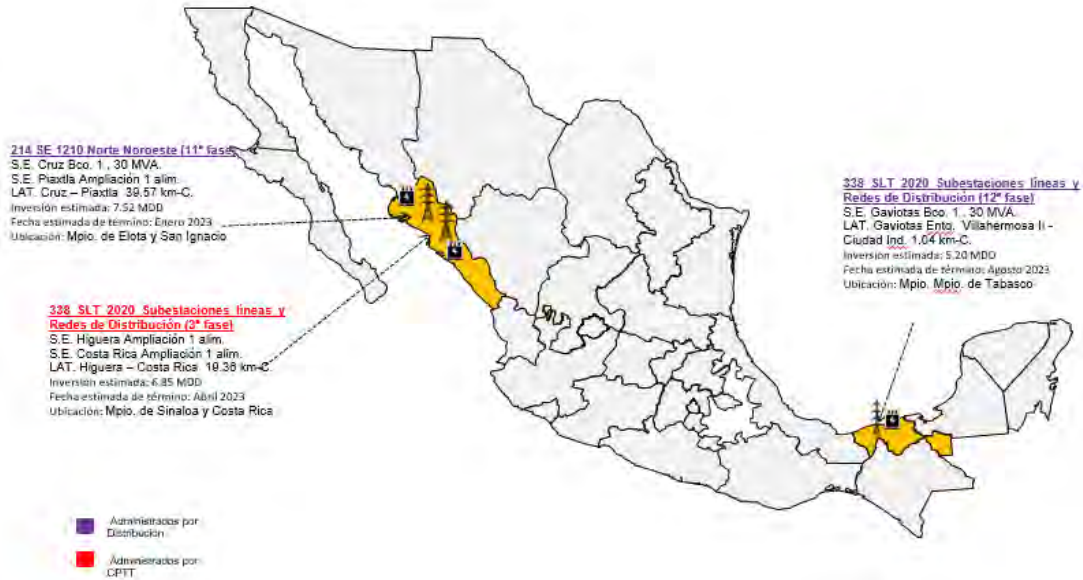 214 SE 1210 Norte Noroeste (11ª fase)
S.E. Cruz Bco. 1 , 30 MVA.
S.E. Piaxtla Ampliación 1 alim.
LAT. Cruz – Piaxtla 39.57 km-C.
Inversión estimada: 7.52 MDD
Fecha estimada de término: Enero 2023
Ubicación: Mpio. de Elota y San Ignacio
338 SLT 2020 Subestaciones líneas y
Redes de Distribución (3ª fase)
S.E. Higuera Ampliación 1 alim.
S.E. Costa Rica Ampliación 1 alim.
LAT. Higuera – Costa Rica 19.36 km-C
Inversión estimada: 6.85 MDD
Fecha estimada de término: Abril 2023
Ubicación: Mpio. de Sinaloa y Costa Rica
338 SLT 2020 Subestaciones líneas y
Redes de Distribución (12ª fase)
S.E. Gaviotas Bco. 1 , 30 MVA.
LAT. Gaviotas Entq. Villahermosa Ii -
Ciudad Ind. 1.04 km-C.
Inversión estimada: 5.20 MDD
Fecha estimada de término: Agosto 2023
Ubicación: Mpio. Mpio. de Tabasco
Administrados por
Distribución
Administrados por
CPTT